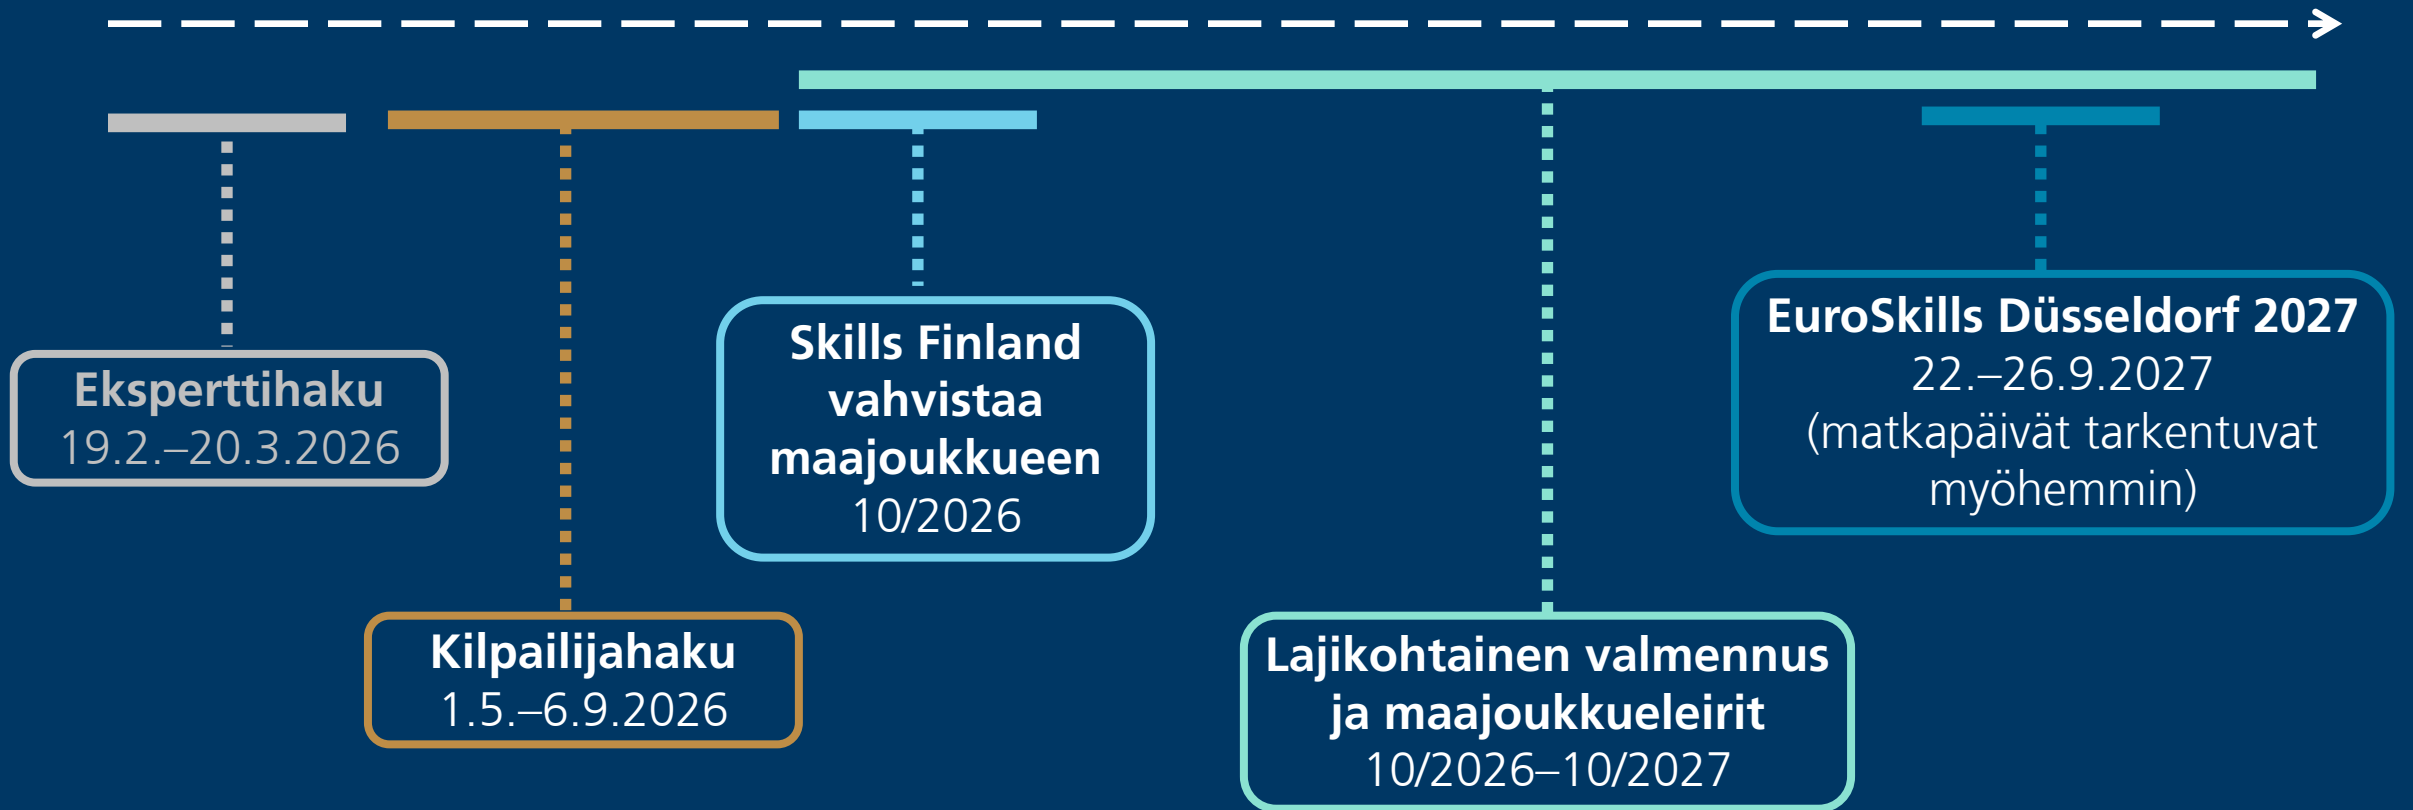 Eksperttihaku
19.2.–20.3.2026
Kilpailijahaku
1.5.–6.9.2026
Skills Finland
vahvistaa
maajoukkueen
10/2026
Lajikohtainen valmennus
ja maajoukkueleirit
10/2026–10/2027
EuroSkills Düsseldorf 2027
22.–26.9.2027
(matkapäivät tarkentuvat
myöhemmin)